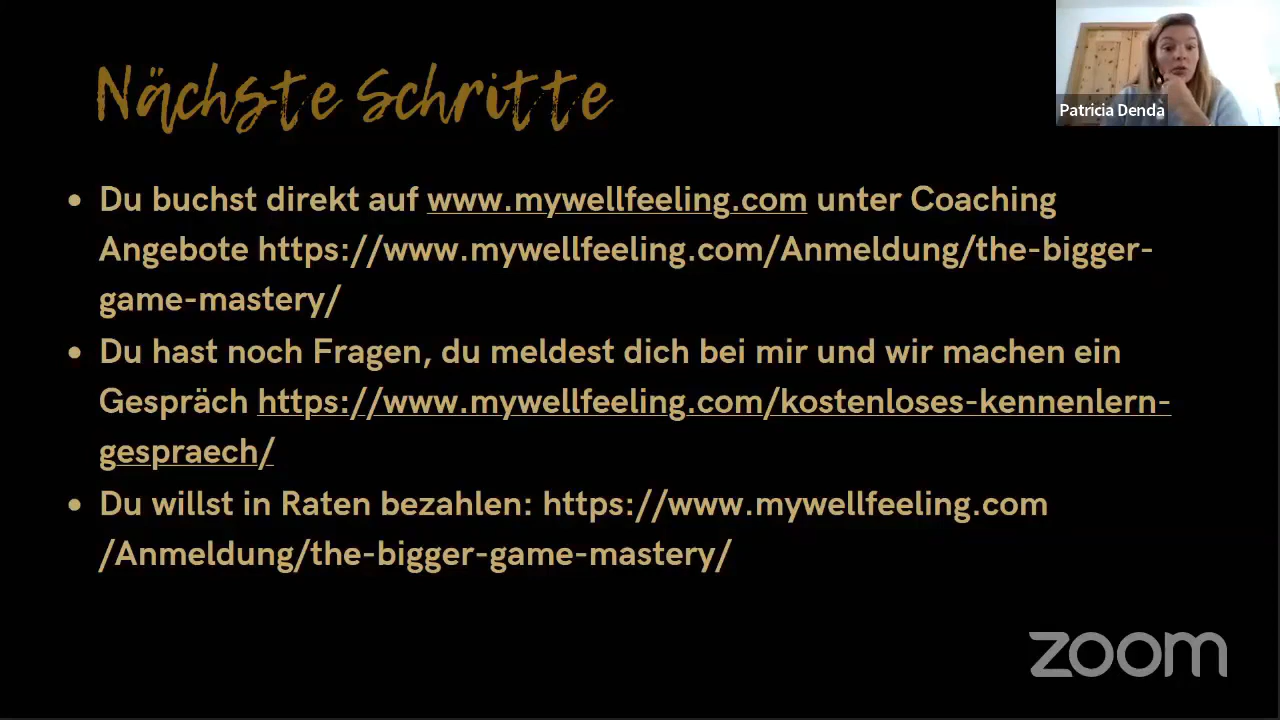 Nächste Schritte
Patricia Denda
• Du buchst direkt auf www.mywellfeeling.com unter Coaching
Angebote https://www.mywellfeeling.com/Anmeldung/the-bigger-
game-mastery/
• Du hast noch Fragen, du meldest dich bei mir und wir machen ein
Gespräch https://www.mywellfeeling.com/kostenloses-kennenlern-
gespraech/
• Du willst in Raten bezahlen: https://www.mywellfeeling.com
/Anmeldung/the-bigger-game-mastery/
zoom